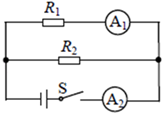 R₁ A₁
R₂
S A₂